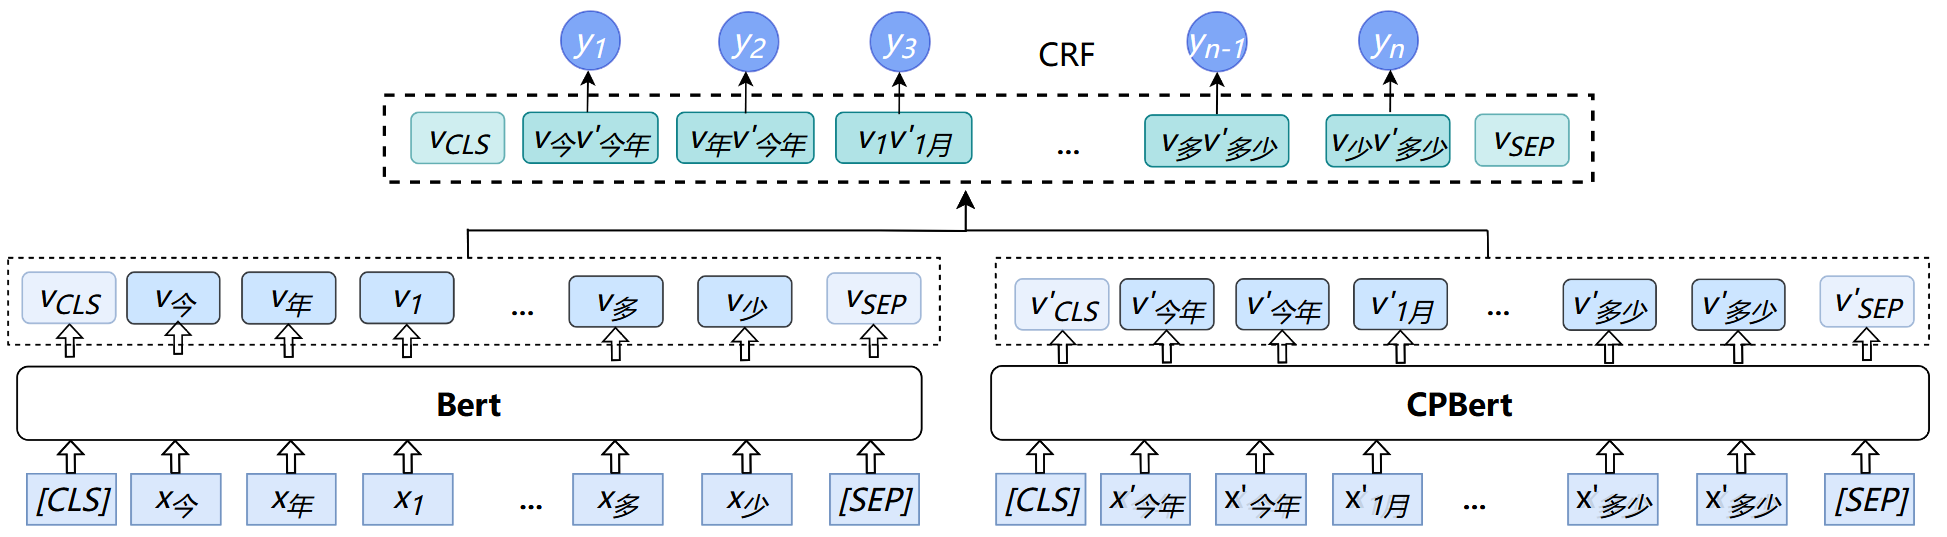 y1 y2 y3 CRF yn-1 yn
vCLS v今v'今年 v年v'今年 v1v'1月 ... v多v'多少 v少v'多少 vSEP
vCLS v今 v年 v1 ... v多 v少 vSEP v'CLS v'今年 v'今年 v'1月 ... v'多少 v'多少 v'SEP
Bert CPBert
[CLS] x今 x年 x1 ... x多 x少 [SEP] [CLS] x'今年 x'今年 x'1月 ... x'多少 x'多少 [SEP]